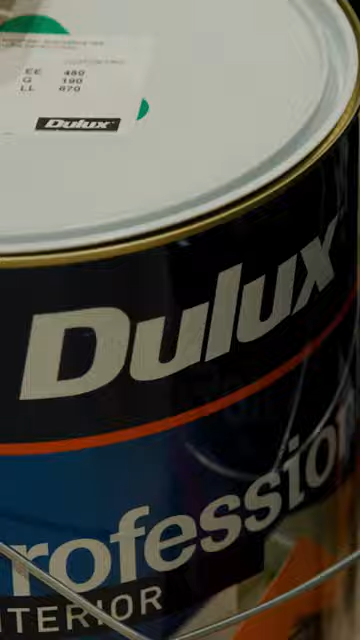 EE 480
G 190
LL 670
Dulux
Dulux
rofession
NTERIOR